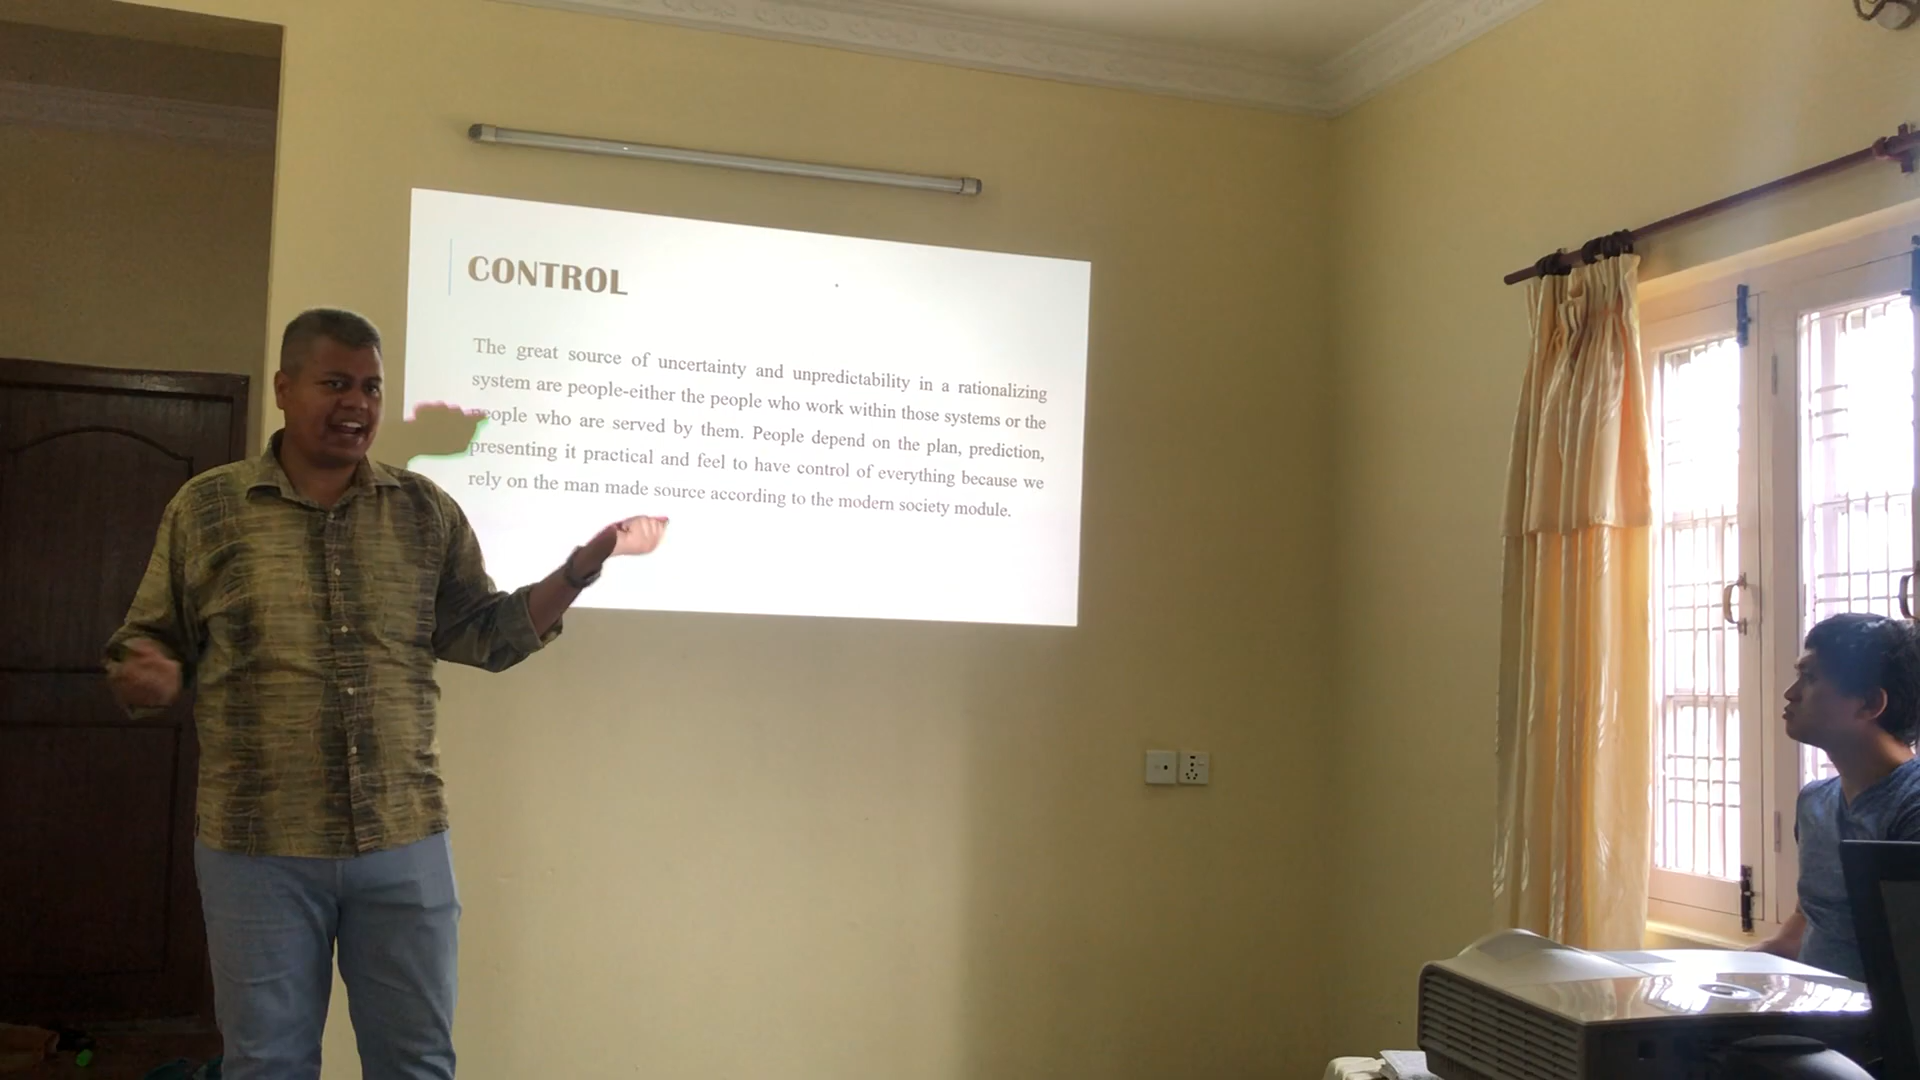 CONTROL
The great source of uncertainty and unpredictability in a rationalizing
system are people-either the people who work within those systems or the
people who are served by them. People depend on the plan, prediction,
presenting it practical and feel to have control of everything because we
rely on the man made source according to the modern society module.